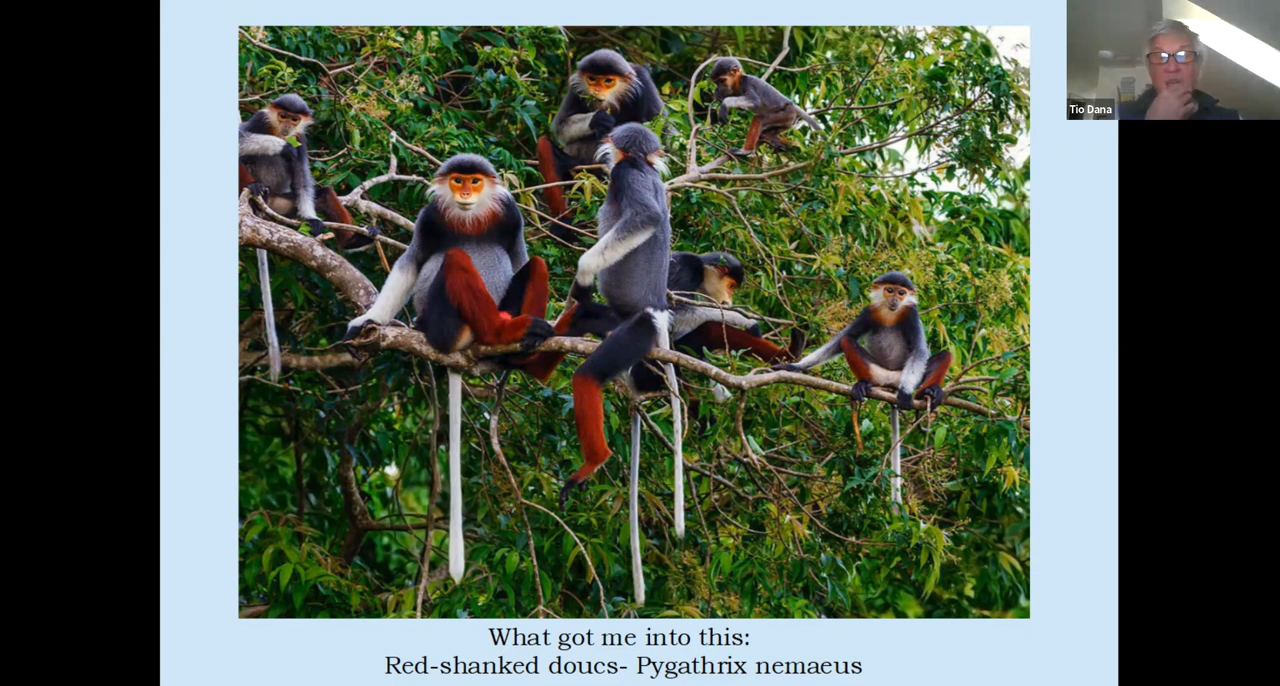 Tio Dana
What got me into this:
Red-shanked doucs- Pygathrix nemaeus